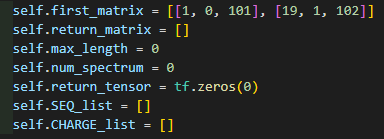 self.first_matrix = [[1, 0, 101], [19, 1, 102]]
self.return_matrix = []
self.max_length = 0
self.num_spectrum = 0
self.return_tensor = tf.zeros(0)
self.SEQ_list = []
self.CHARGE_list = []